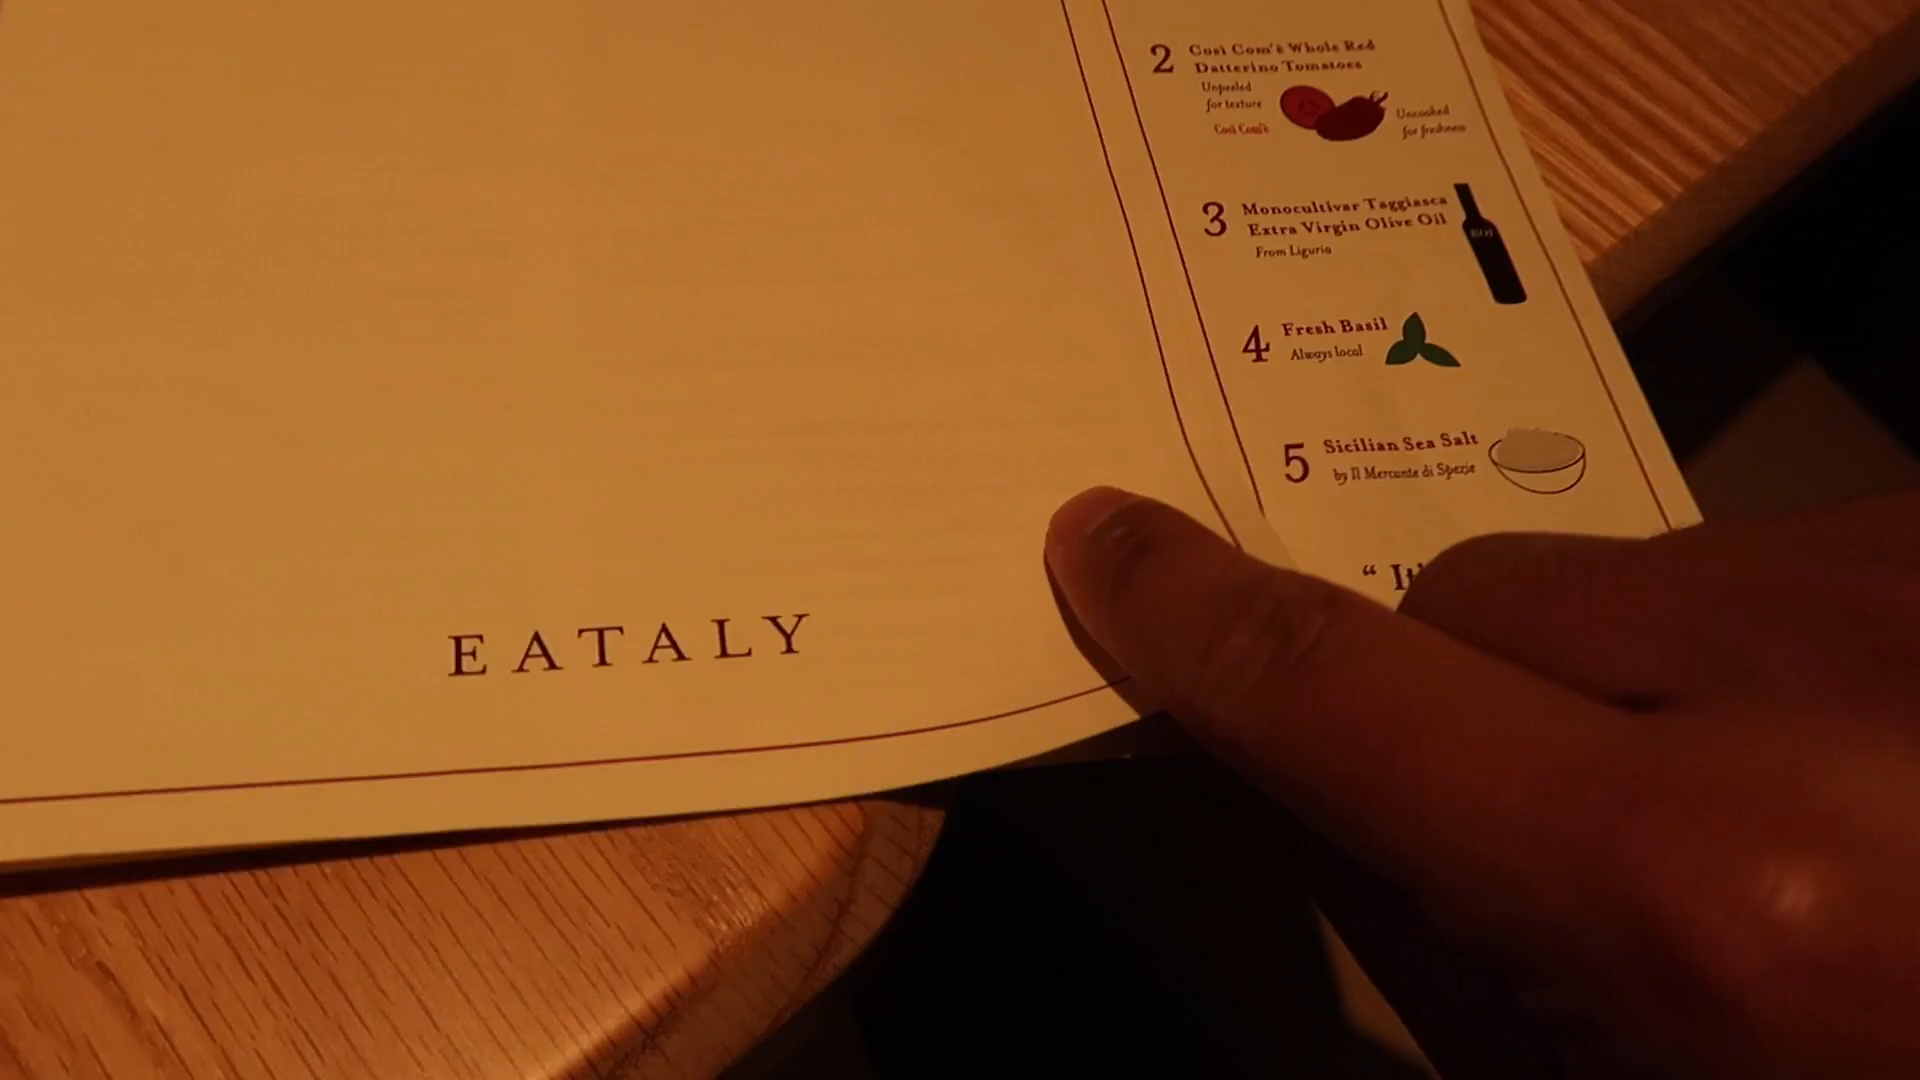 2 Così Com'è Whole Red
Datterino Tomatoes
Unpeeled
for texture
Così Com'è
Uncooked
for freshness
3 Monocultivar Taggiasca
Extra Virgin Olive Oil
From Liguria
ROI
4 Fresh Basil
Always local
5 Sicilian Sea Salt
by Il Mercante di Spezie
“ It'
EATALY